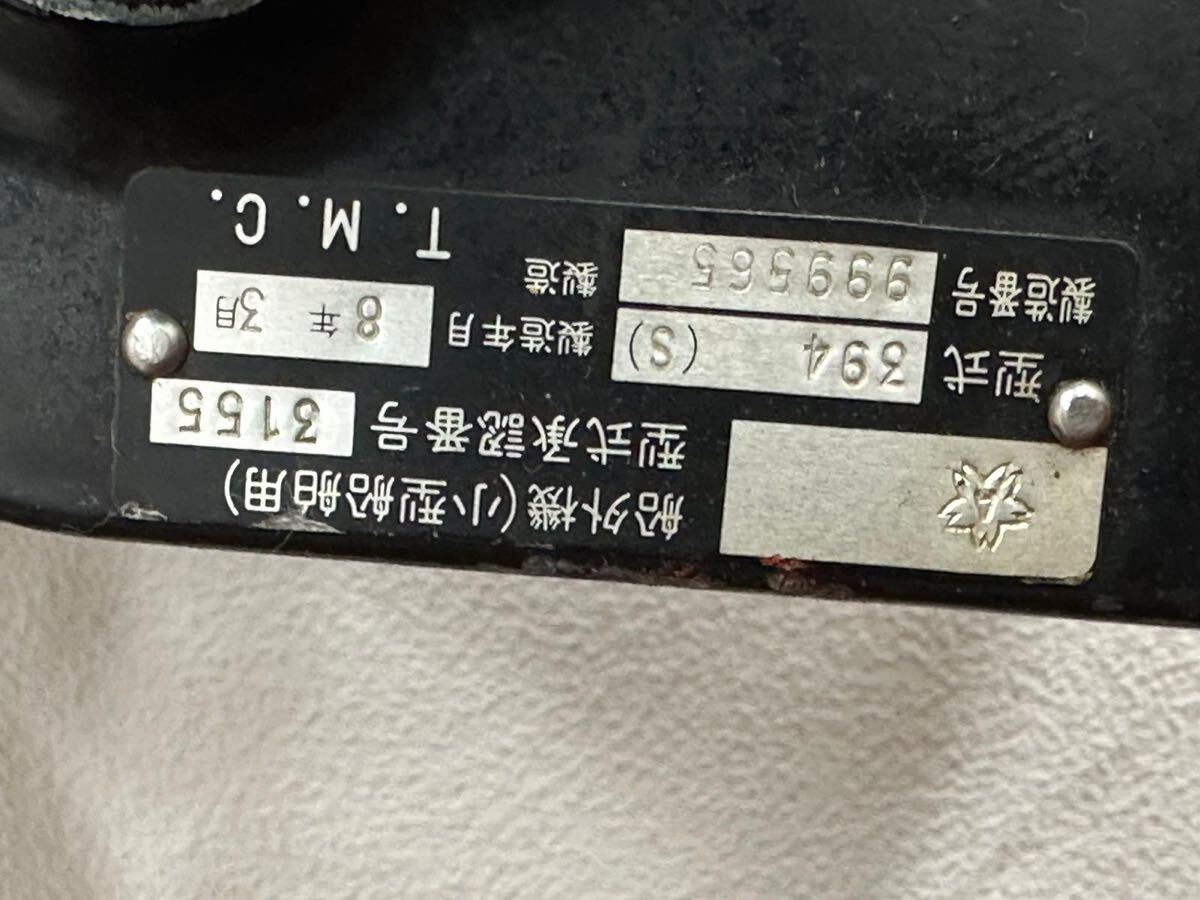 船外機(小型船舶用)
型式承認番号 3155
型式 394 (S)
製造年月 8年 3月
製造番号 999565
製造 T.M.C.